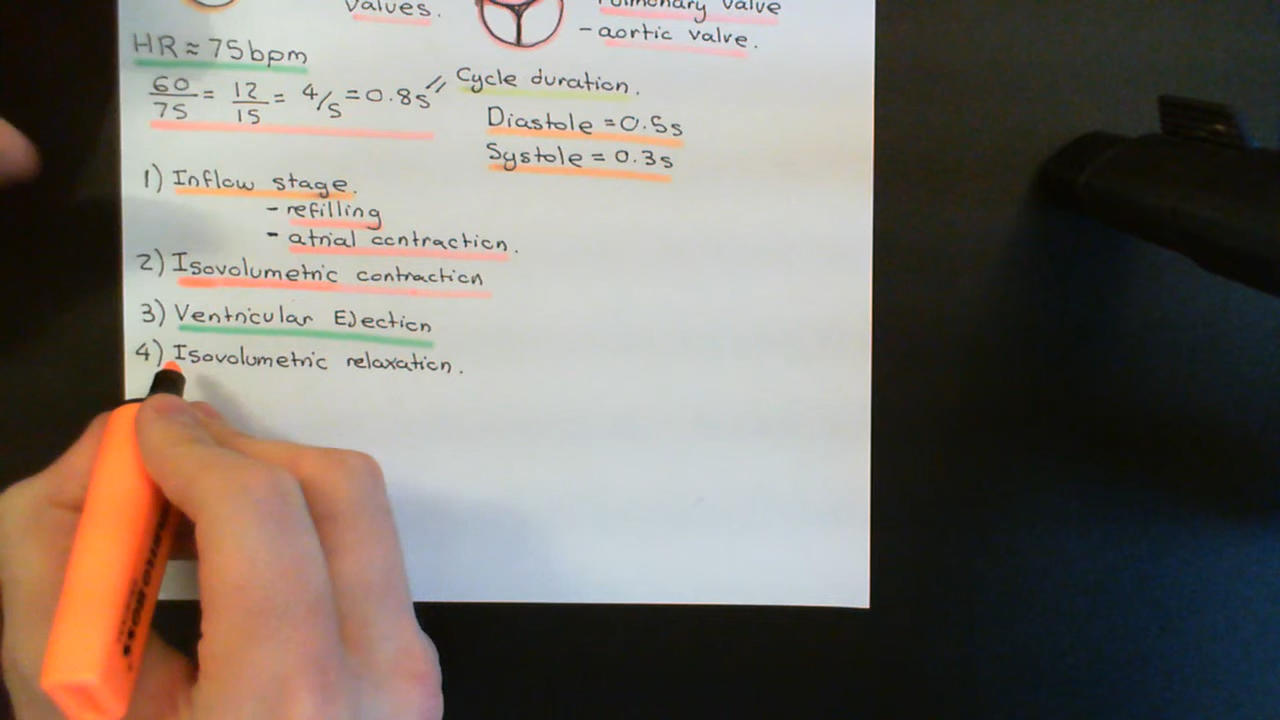 values.
Pulmonary valve
- aortic valve.
HR ≈ 75bpm
60/75 = 12/15 = 4/5 = 0.8s // Cycle duration.
Diastole = 0.5s
Systole = 0.3s
1) Inflow stage.
- refilling
- atrial contraction.
2) Isovolumetric contraction
3) Ventricular Ejection
4) Isovolumetric relaxation.